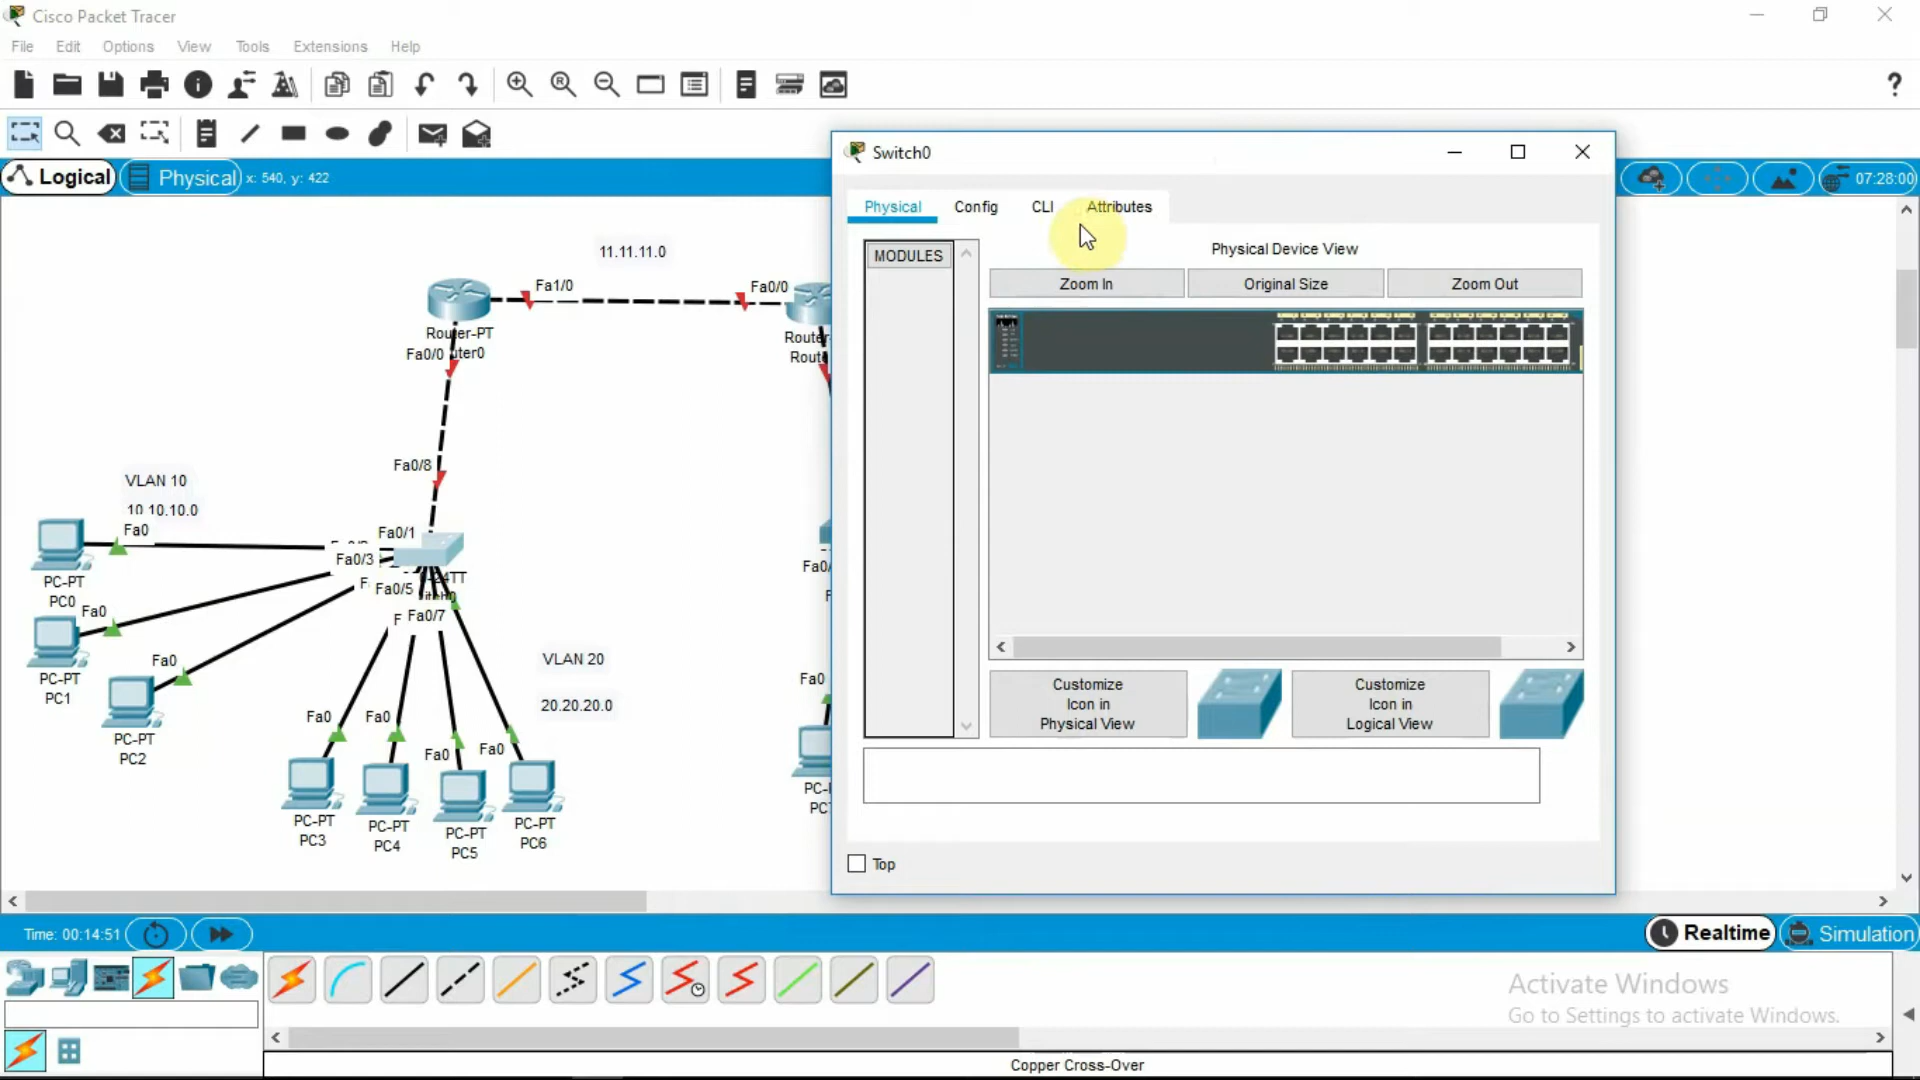 Cisco Packet Tracer
File Edit Options View Tools Extensions Help
Logical Physical x: 540, y: 422
07:28:00
Switch0
Physical Config CLI Attributes
MODULES
Physical Device View
Zoom In Original Size Zoom Out
Customize
Icon in
Physical View
Customize
Icon in
Logical View
Top
11.11.11.0
Fa1/0
Fa0/0
Router-PT
Fa0/0
Fa0/8
VLAN 10
10.10.10.0
Fa0
Fa0/1
Fa0/3
PC-PT
PC0
Fa0
Fa0/5
Fa0/7
Fa0
PC-PT
PC1
VLAN 20
20.20.20.0
PC-PT
PC2
Fa0
Fa0
Fa0
Fa0
Fa0
PC-PT
PC3
PC-PT
PC4
PC-PT
PC5
PC-PT
PC6
Time: 00:14:51
Realtime Simulation
Activate Windows
Go to Settings to activate Windows.
Copper Cross-Over